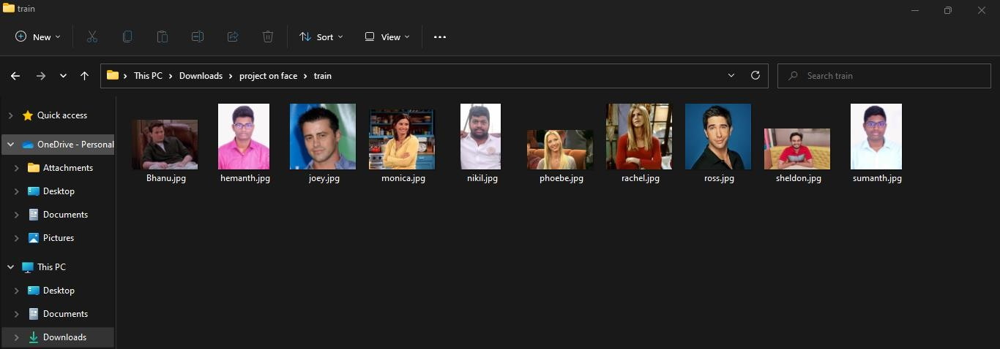 train
New
Sort
View
This PC
Downloads
project on face
train
Search train
Quick access
OneDrive - Personal
Attachments
Desktop
Documents
Pictures
This PC
Desktop
Documents
Downloads
Bhanu.jpg
hemanth.jpg
joey.jpg
monica.jpg
nikil.jpg
phoebe.jpg
rachel.jpg
ross.jpg
sheldon.jpg
sumanth.jpg